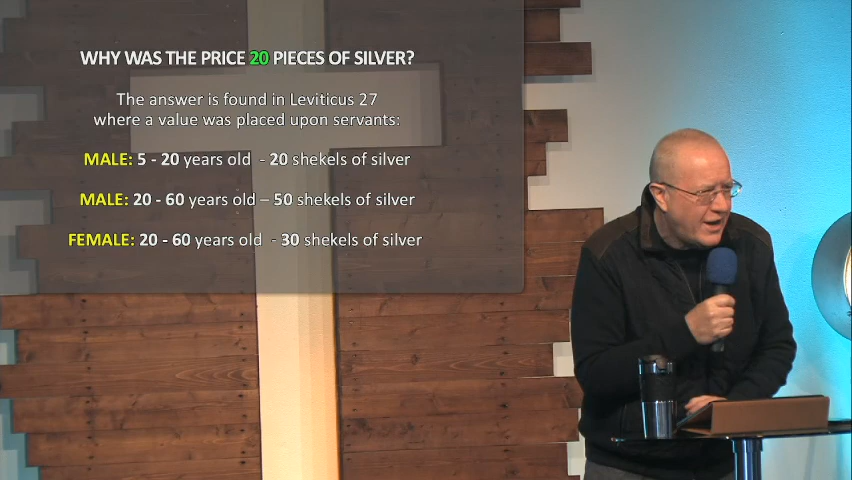 WHY WAS THE PRICE 20 PIECES OF SILVER?
The answer is found in Leviticus 27
where a value was placed upon servants:
MALE: 5 - 20 years old - 20 shekels of silver
MALE: 20 - 60 years old – 50 shekels of silver
FEMALE: 20 - 60 years old - 30 shekels of silver